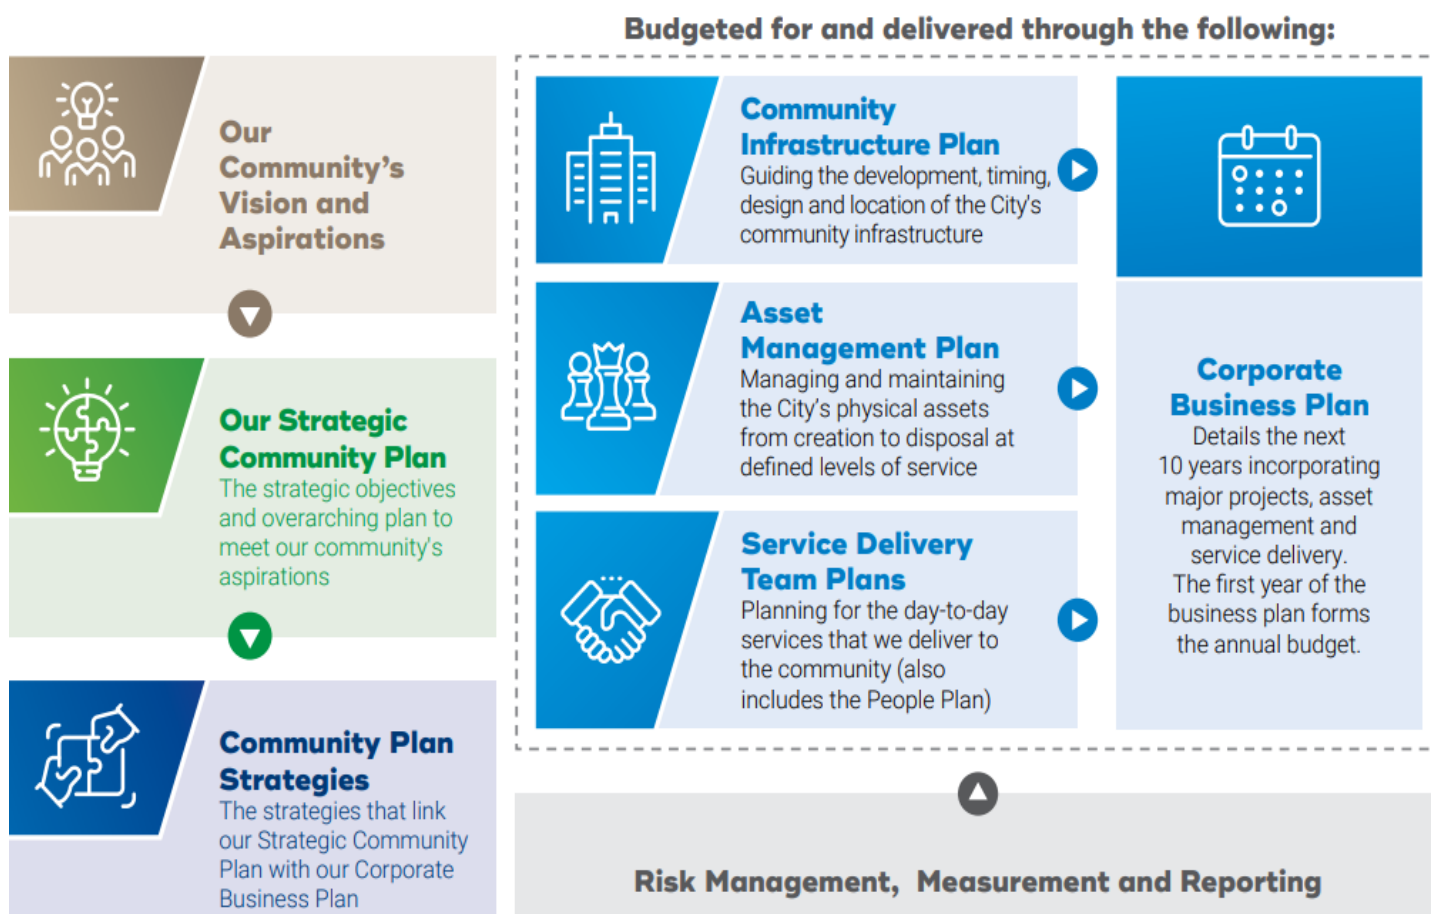 Budgeted for and delivered through the following:
Our
Community’s
Vision and
Aspirations
Our Strategic
Community Plan
The strategic objectives
and overarching plan to
meet our community's
aspirations
Community Plan
Strategies
The strategies that link
our Strategic Community
Plan with our Corporate
Business Plan
Community
Infrastructure Plan
Guiding the development, timing,
design and location of the City's
community infrastructure
Asset
Management Plan
Managing and maintaining
the City’s physical assets
from creation to disposal at
defined levels of service
Service Delivery
Team Plans
Planning for the day-to-day
services that we deliver to
the community (also
includes the People Plan)
Corporate
Business Plan
Details the next
10 years incorporating
major projects, asset
management and
service delivery.
The first year of the
business plan forms
the annual budget.
Risk Management, Measurement and Reporting